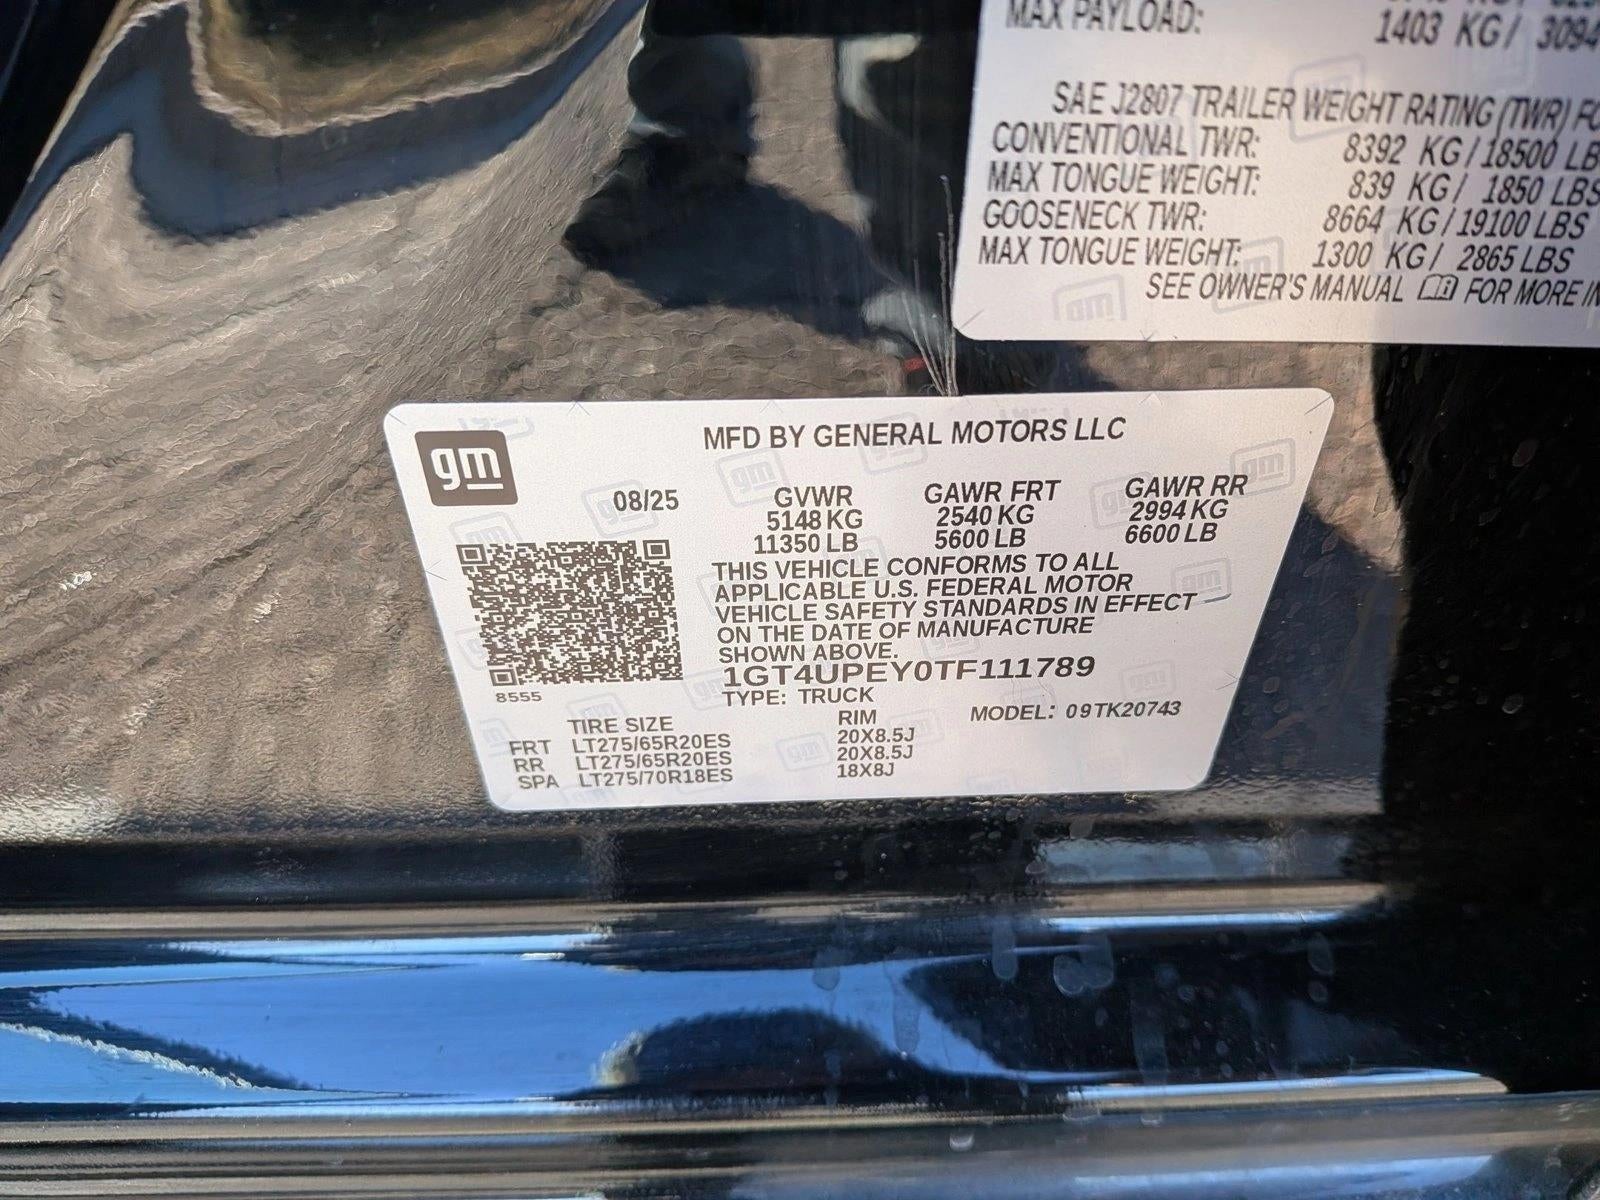 MAX PAYLOAD: 1403 KG / 3094
SAE J2807 TRAILER WEIGHT RATING (TWR) FO
CONVENTIONAL TWR: 8392 KG / 18500 LB
MAX TONGUE WEIGHT: 839 KG / 1850 LBS
GOOSENECK TWR: 8664 KG / 19100 LBS
MAX TONGUE WEIGHT: 1300 KG / 2865 LBS
SEE OWNER'S MANUAL FOR MORE IN
gm
MFD BY GENERAL MOTORS LLC
08/25 GVWR GAWR FRT GAWR RR
5148 KG 2540 KG 2994 KG
11350 LB 5600 LB 6600 LB
THIS VEHICLE CONFORMS TO ALL
APPLICABLE U.S. FEDERAL MOTOR
VEHICLE SAFETY STANDARDS IN EFFECT
ON THE DATE OF MANUFACTURE
SHOWN ABOVE.
1GT4UPEY0TF111789
8555 TYPE: TRUCK
MODEL: 09TK20743
TIRE SIZE RIM
FRT LT275/65R20ES 20X8.5J
RR LT275/65R20ES 20X8.5J
SPA LT275/70R18ES 18X8J